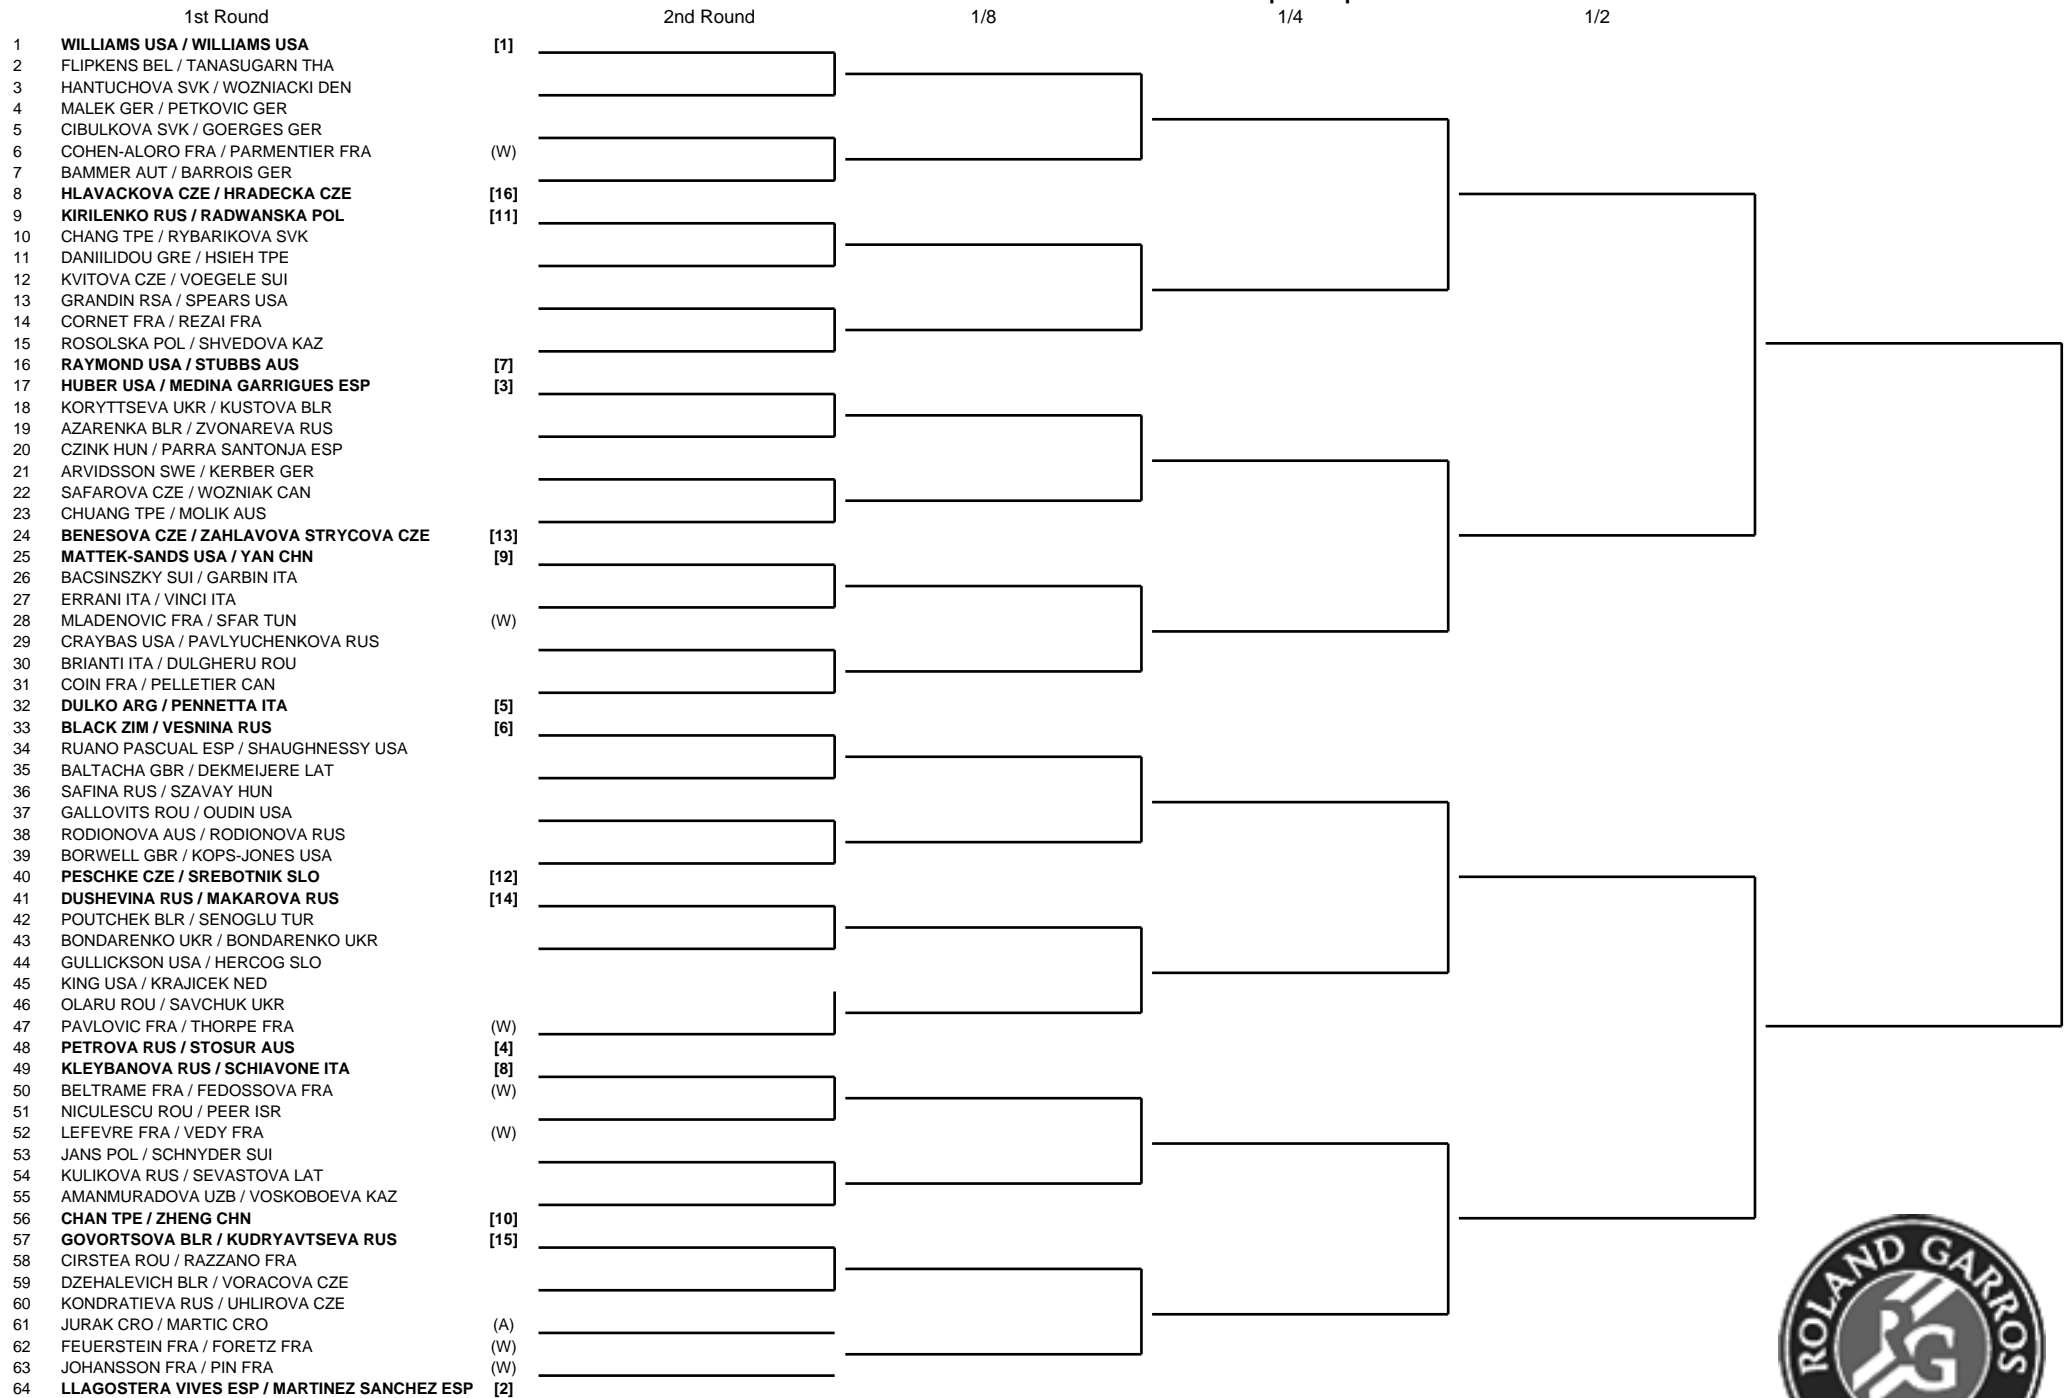 1st Round 2nd Round 1/8 1/4 1/2
1 WILLIAMS USA / WILLIAMS USA [1]
2 FLIPKENS BEL / TANASUGARN THA
3 HANTUCHOVA SVK / WOZNIACKI DEN
4 MALEK GER / PETKOVIC GER
5 CIBULKOVA SVK / GOERGES GER
6 COHEN-ALORO FRA / PARMENTIER FRA (W)
7 BAMMER AUT / BARROIS GER
8 HLAVACKOVA CZE / HRADECKA CZE [16]
9 KIRILENKO RUS / RADWANSKA POL [11]
10 CHANG TPE / RYBARIKOVA SVK
11 DANIILIDOU GRE / HSIEH TPE
12 KVITOVA CZE / VOEGELE SUI
13 GRANDIN RSA / SPEARS USA
14 CORNET FRA / REZAI FRA
15 ROSOLSKA POL / SHVEDOVA KAZ
16 RAYMOND USA / STUBBS AUS [7]
17 HUBER USA / MEDINA GARRIGUES ESP [3]
18 KORYTTSEVA UKR / KUSTOVA BLR
19 AZARENKA BLR / ZVONAREVA RUS
20 CZINK HUN / PARRA SANTONJA ESP
21 ARVIDSSON SWE / KERBER GER
22 SAFAROVA CZE / WOZNIAK CAN
23 CHUANG TPE / MOLIK AUS
24 BENESOVA CZE / ZAHLAVOVA STRYCOVA CZE [13]
25 MATTEK-SANDS USA / YAN CHN [9]
26 BACSINSZKY SUI / GARBIN ITA
27 ERRANI ITA / VINCI ITA
28 MLADENOVIC FRA / SFAR TUN (W)
29 CRAYBAS USA / PAVLYUCHENKOVA RUS
30 BRIANTI ITA / DULGHERU ROU
31 COIN FRA / PELLETIER CAN
32 DULKO ARG / PENNETTA ITA [5]
33 BLACK ZIM / VESNINA RUS [6]
34 RUANO PASCUAL ESP / SHAUGHNESSY USA
35 BALTACHA GBR / DEKMEIJERE LAT
36 SAFINA RUS / SZAVAY HUN
37 GALLOVITS ROU / OUDIN USA
38 RODIONOVA AUS / RODIONOVA RUS
39 BORWELL GBR / KOPS-JONES USA
40 PESCHKE CZE / SREBOTNIK SLO [12]
41 DUSHEVINA RUS / MAKAROVA RUS [14]
42 POUTCHEK BLR / SENOGLU TUR
43 BONDARENKO UKR / BONDARENKO UKR
44 GULLICKSON USA / HERCOG SLO
45 KING USA / KRAJICEK NED
46 OLARU ROU / SAVCHUK UKR
47 PAVLOVIC FRA / THORPE FRA (W)
48 PETROVA RUS / STOSUR AUS [4]
49 KLEYBANOVA RUS / SCHIAVONE ITA [8]
50 BELTRAME FRA / FEDOSSOVA FRA (W)
51 NICULESCU ROU / PEER ISR
52 LEFEVRE FRA / VEDY FRA (W)
53 JANS POL / SCHNYDER SUI
54 KULIKOVA RUS / SEVASTOVA LAT
55 AMANMURADOVA UZB / VOSKOBOEVA KAZ
56 CHAN TPE / ZHENG CHN [10]
57 GOVORTSOVA BLR / KUDRYAVTSEVA RUS [15]
58 CIRSTEA ROU / RAZZANO FRA
59 DZEHALEVICH BLR / VORACOVA CZE
60 KONDRATIEVA RUS / UHLIROVA CZE
61 JURAK CRO / MARTIC CRO (A)
62 FEUERSTEIN FRA / FORETZ FRA (W)
63 JOHANSSON FRA / PIN FRA (W)
64 LLAGOSTERA VIVES ESP / MARTINEZ SANCHEZ ESP [2]
ROLAND GARROS
RG